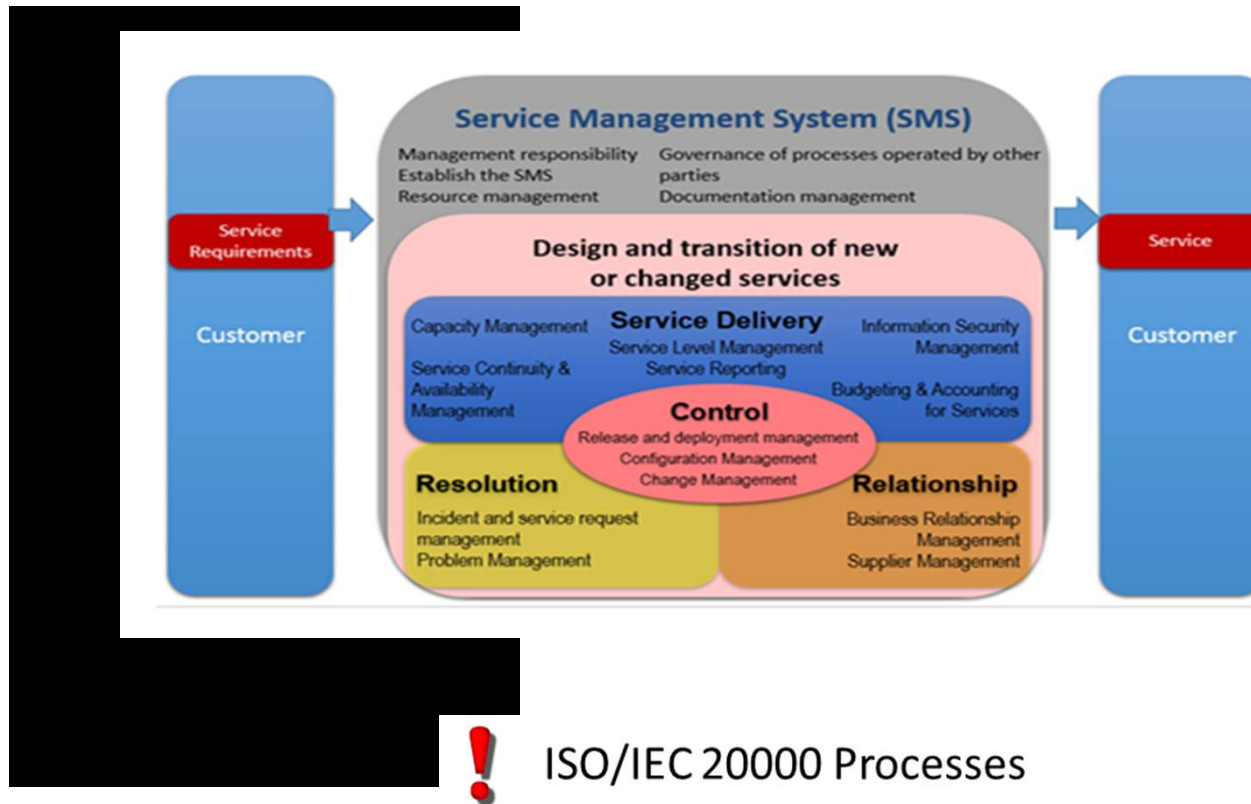 Service Management System (SMS)
Management responsibility
Establish the SMS
Resource management
Governance of processes operated by other
parties
Documentation management
Service
Requirements
Customer
Design and transition of new
or changed services
Service Delivery
Capacity Management
Service Level Management
Service Reporting
Information Security
Management
Service Continuity &
Availability
Management
Budgeting & Accounting
for Services
Control
Release and deployment management
Configuration Management
Change Management
Resolution
Incident and service request
management
Problem Management
Relationship
Business Relationship
Management
Supplier Management
Service
Customer
ISO/IEC 20000 Processes